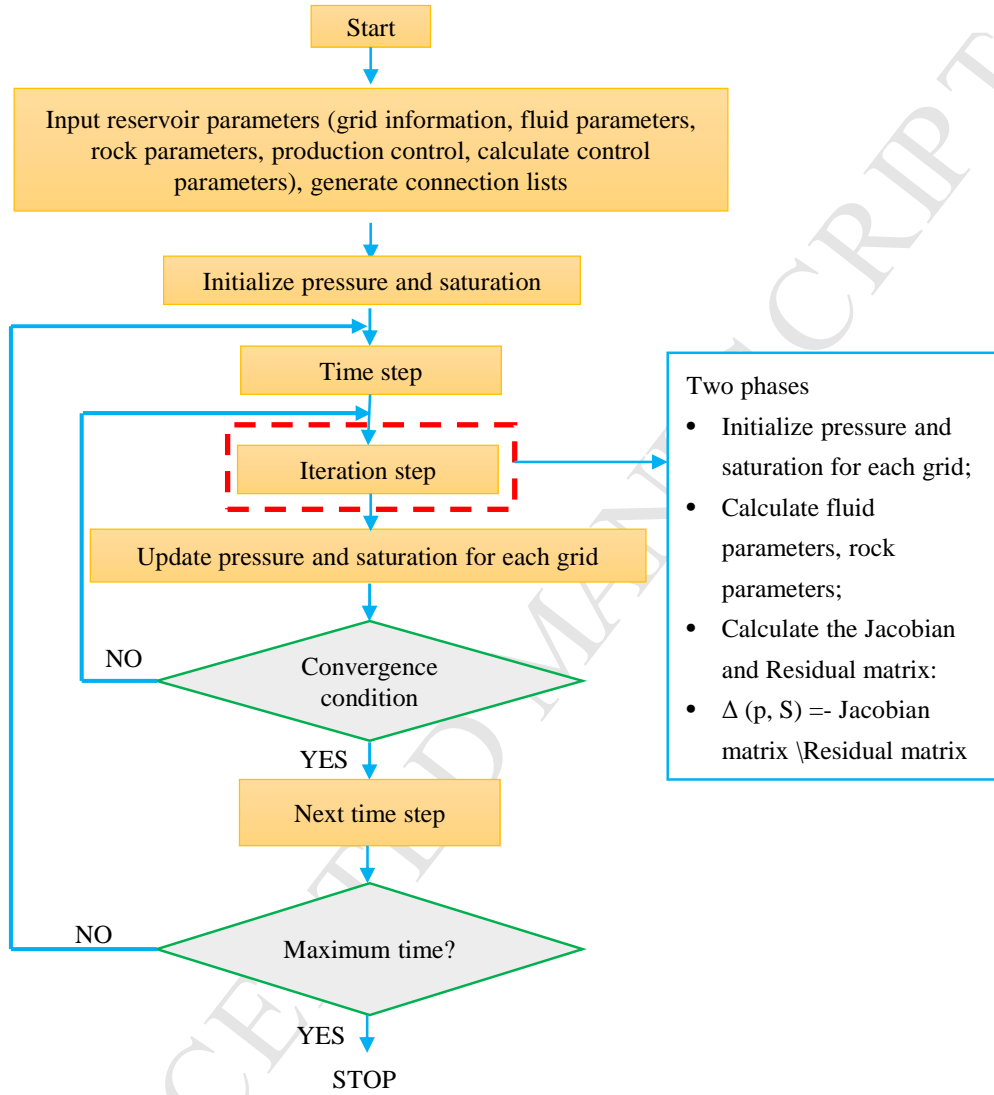 Start
Input reservoir parameters (grid information, fluid parameters,
rock parameters, production control, calculate control
parameters), generate connection lists
Initialize pressure and saturation
Time step
Iteration step
Update pressure and saturation for each grid
NO
Convergence
condition
YES
Next time step
NO
Maximum time?
YES
STOP
Two phases
• Initialize pressure and
saturation for each grid;
• Calculate fluid
parameters, rock
parameters;
• Calculate the Jacobian
and Residual matrix:
• Δ (p, S) =- Jacobian
matrix \Residual matrix
CEPTED MANUSCRIPT